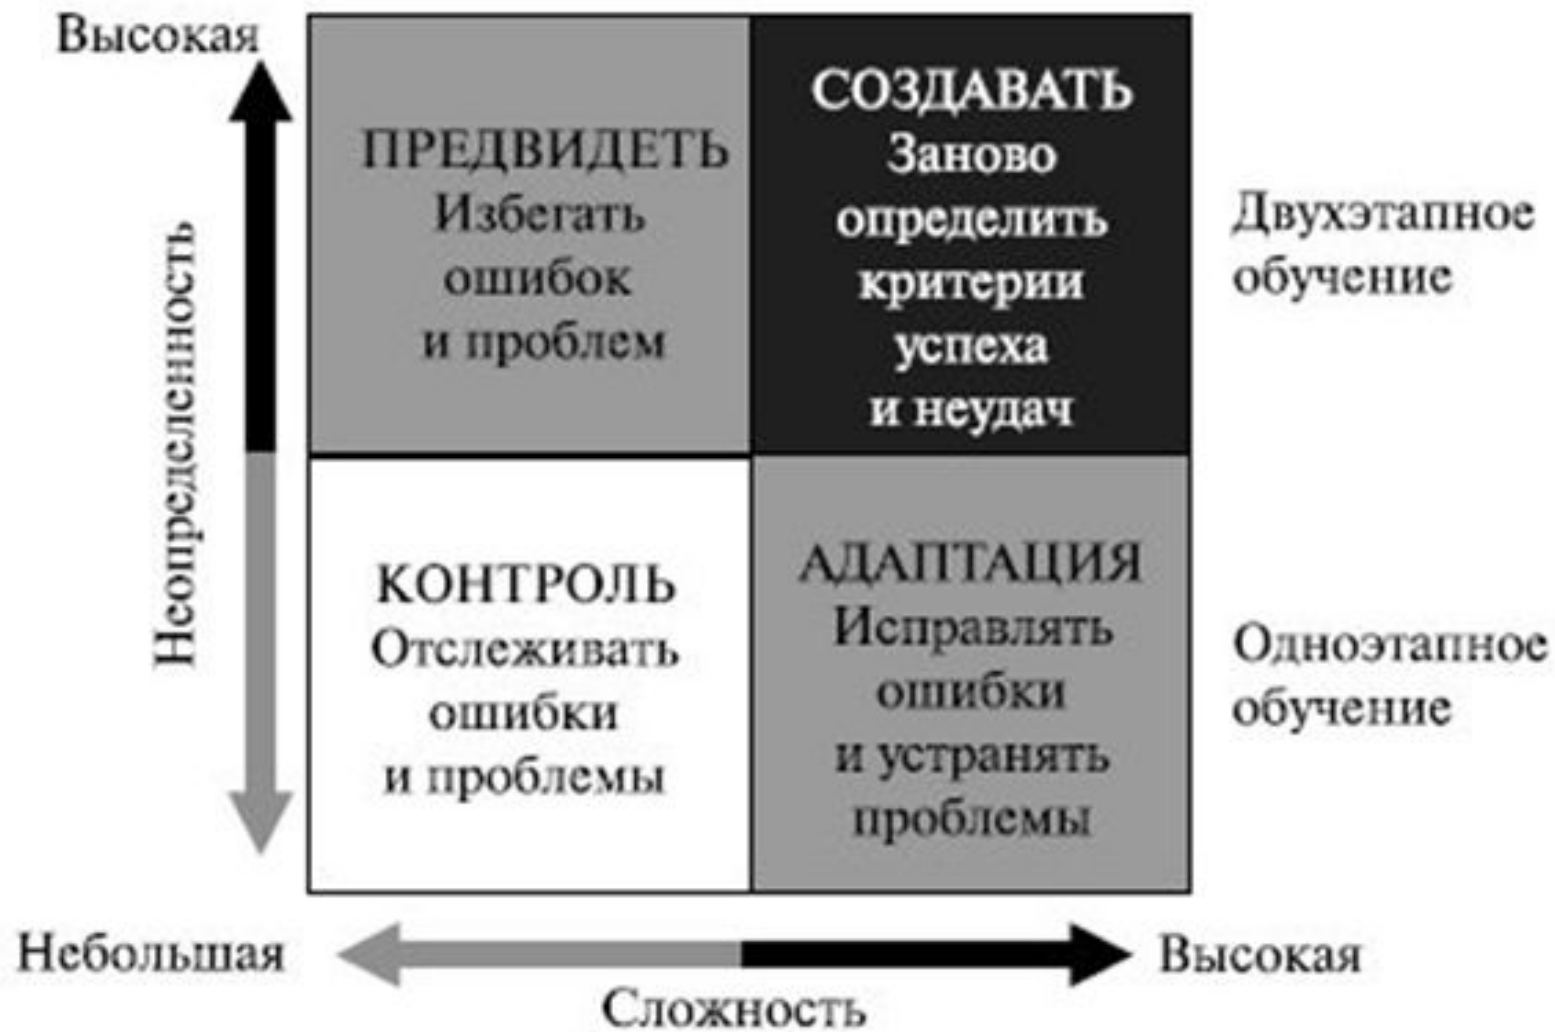 Высокая
ПРЕДВИДЕТЬ
Избегать
ошибок
и проблем
СОЗДАВАТЬ
Заново
определить
критерии
успеха
и неудач
Двухэтапное
обучение
Неопределенность
КОНТРОЛЬ
Отслеживать
ошибки
и проблемы
АДАПТАЦИЯ
Исправлять
ошибки
и устранять
проблемы
Одноэтапное
обучение
Небольшая
Высокая
Сложность